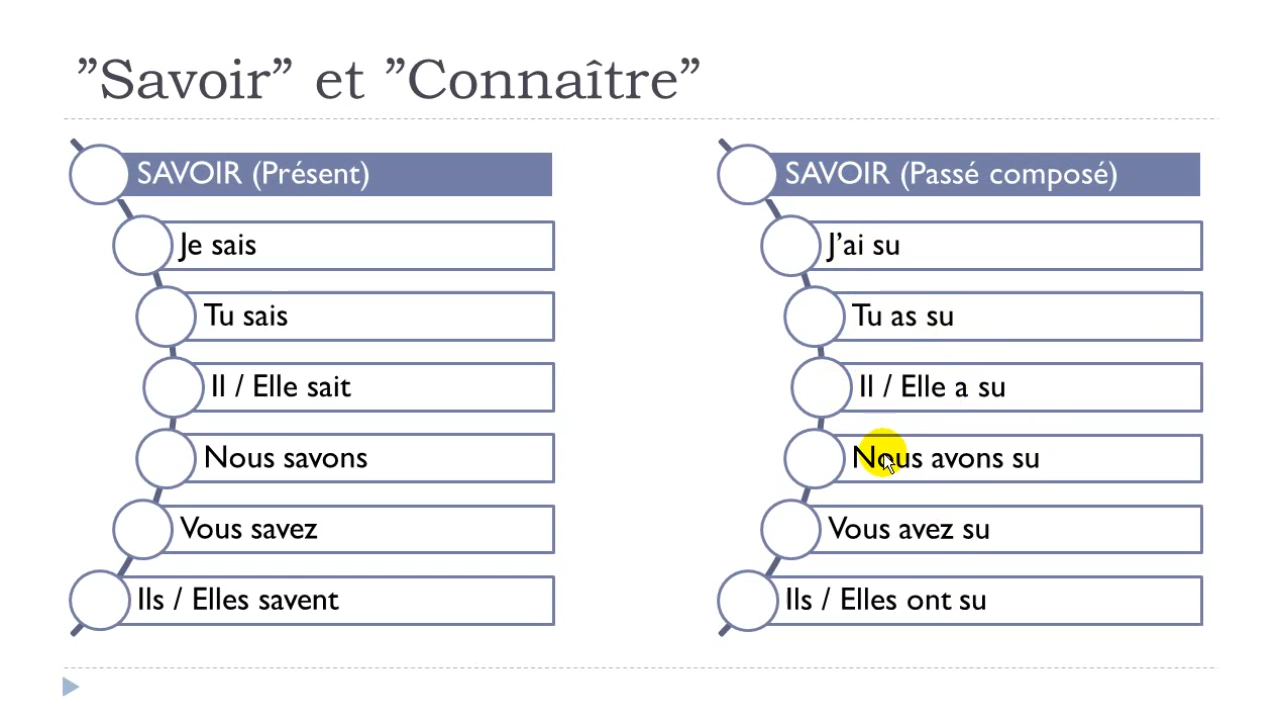 ”Savoir” et ”Connaître”
SAVOIR (Présent)
Je sais
Tu sais
Il / Elle sait
Nous savons
Vous savez
Ils / Elles savent
SAVOIR (Passé composé)
J’ai su
Tu as su
Il / Elle a su
Nous avons su
Vous avez su
Ils / Elles ont su